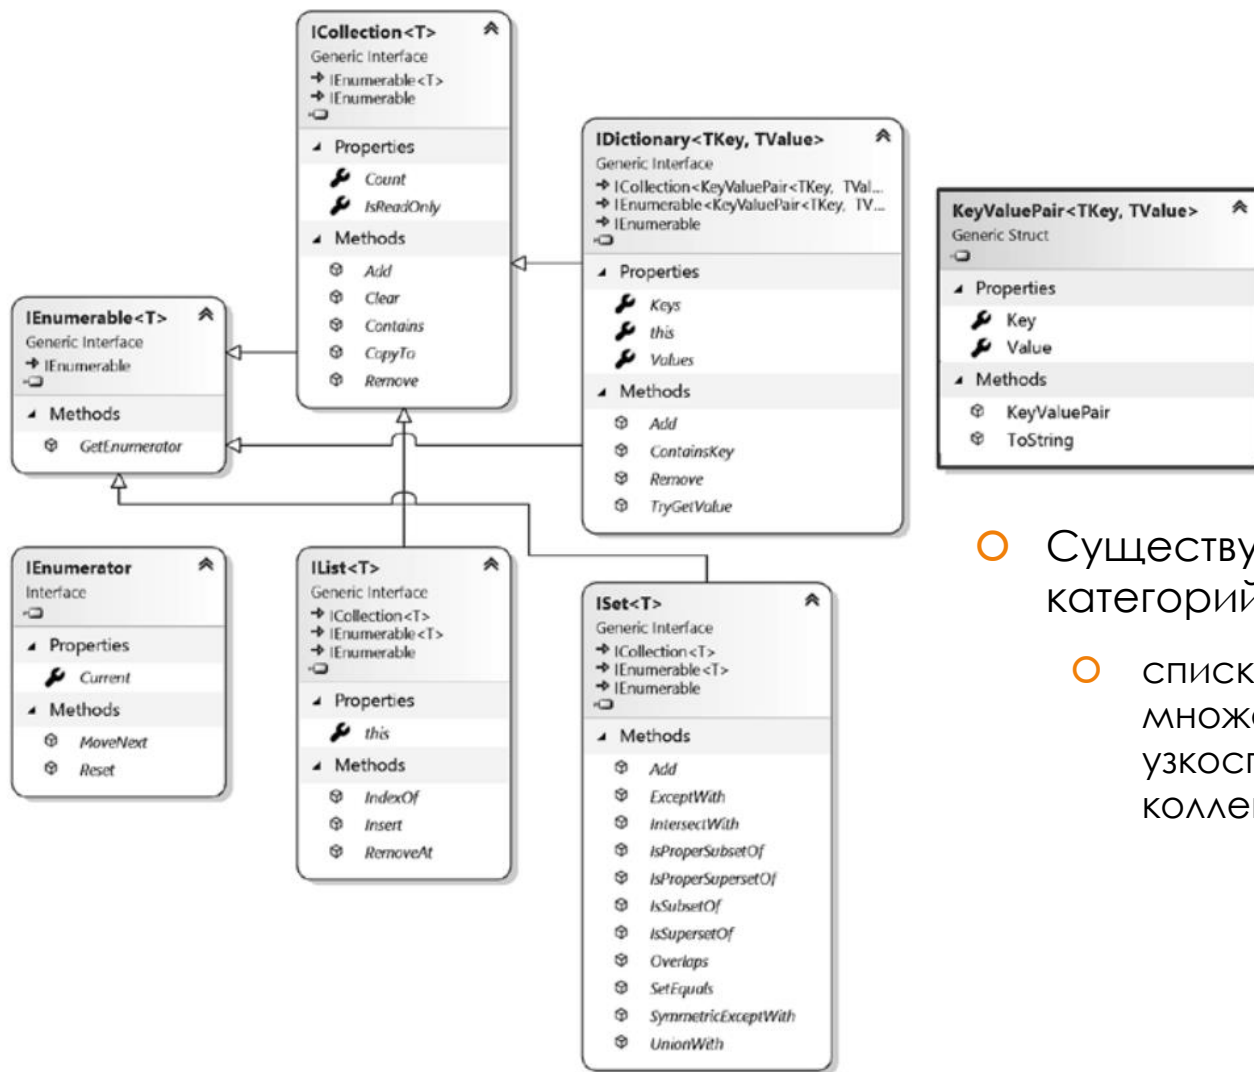 ICollection<T>
Generic Interface
IEnumerable<T>
IEnumerable
Properties
Count
IsReadOnly
Methods
Add
Clear
Contains
CopyTo
Remove
IDictionary<TKey, TValue>
Generic Interface
ICollection<KeyValuePair<TKey, TVal...
IEnumerable<KeyValuePair<TKey, TV...
IEnumerable
Properties
Keys
this
Values
Methods
Add
ContainsKey
Remove
TryGetValue
KeyValuePair<TKey, TValue>
Generic Struct
Properties
Key
Value
Methods
KeyValuePair
ToString
IEnumerable<T>
Generic Interface
IEnumerable
Methods
GetEnumerator
IEnumerator
Interface
Properties
Current
Methods
MoveNext
Reset
IList<T>
Generic Interface
ICollection<T>
IEnumerable<T>
IEnumerable
Properties
this
Methods
IndexOf
Insert
RemoveAt
ISet<T>
Generic Interface
ICollection<T>
IEnumerable<T>
IEnumerable
Methods
Add
ExceptWith
IntersectWith
IsProperSubsetOf
IsProperSupersetOf
IsSubsetOf
IsSupersetOf
Overlaps
SetEquals
SymmetricExceptWith
UnionWith
Существу
категорий
списк
множе
узкосп
коллек